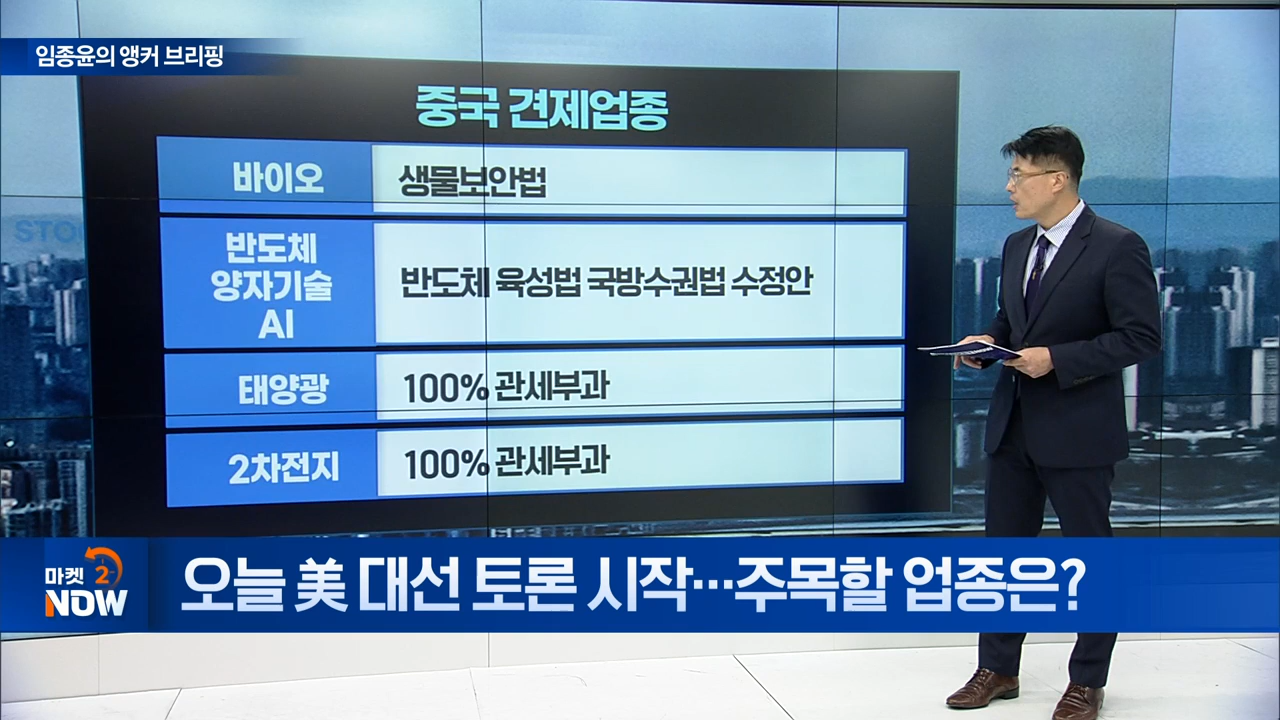 임종윤의 앵커 브리핑
중국 견제업종
바이오
생물보안법
반도체
양자기술
AI
반도체 육성법 국방수권법 수정안
태양광
100% 관세부과
2차전지
100% 관세부과
STO
마켓 2
NOW
오늘 美 대선 토론 시작…주목할 업종은?